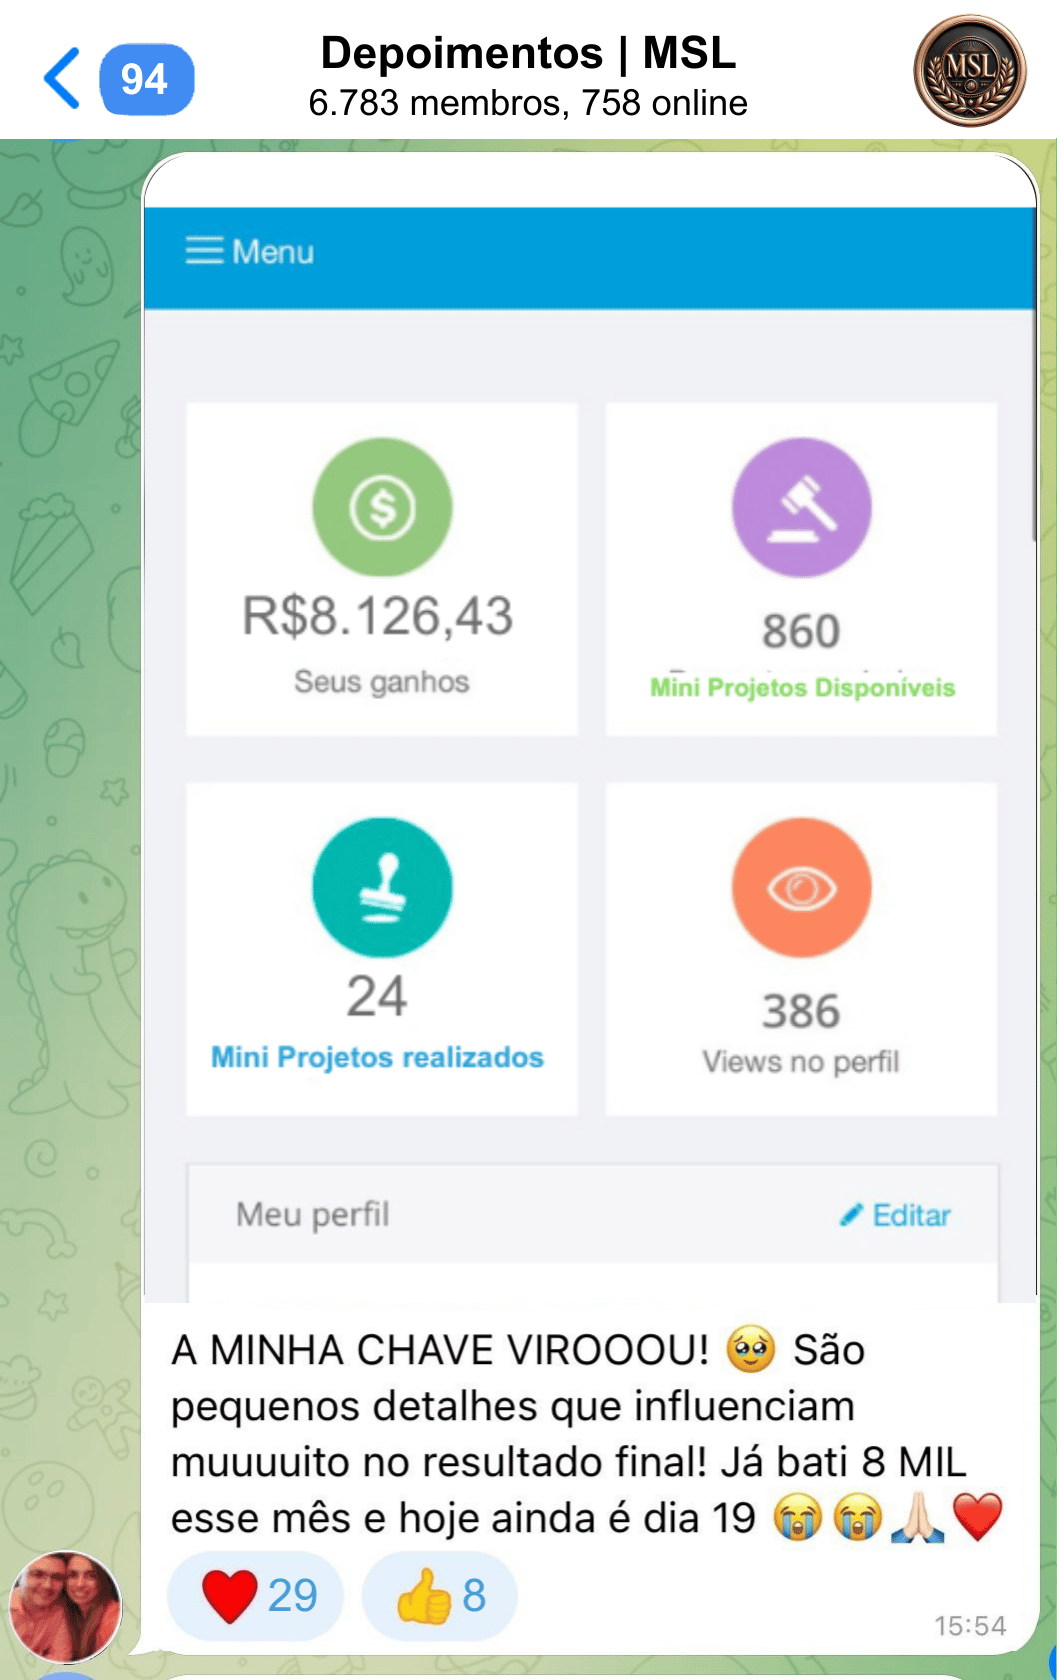 94
Depoimentos | MSL
6.783 membros, 758 online
MSL
Menu
R$8.126,43
Seus ganhos
860
Mini Projetos Disponíveis
24
Mini Projetos realizados
386
Views no perfil
Meu perfil
Editar
A MINHA CHAVE VIROOOU! 🥹 São
pequenos detalhes que influenciam
muuuuito no resultado final! Já bati 8 MIL
esse mês e hoje ainda é dia 19 😭😭🙏🏻❤️
❤️ 29 👍 8
15:54